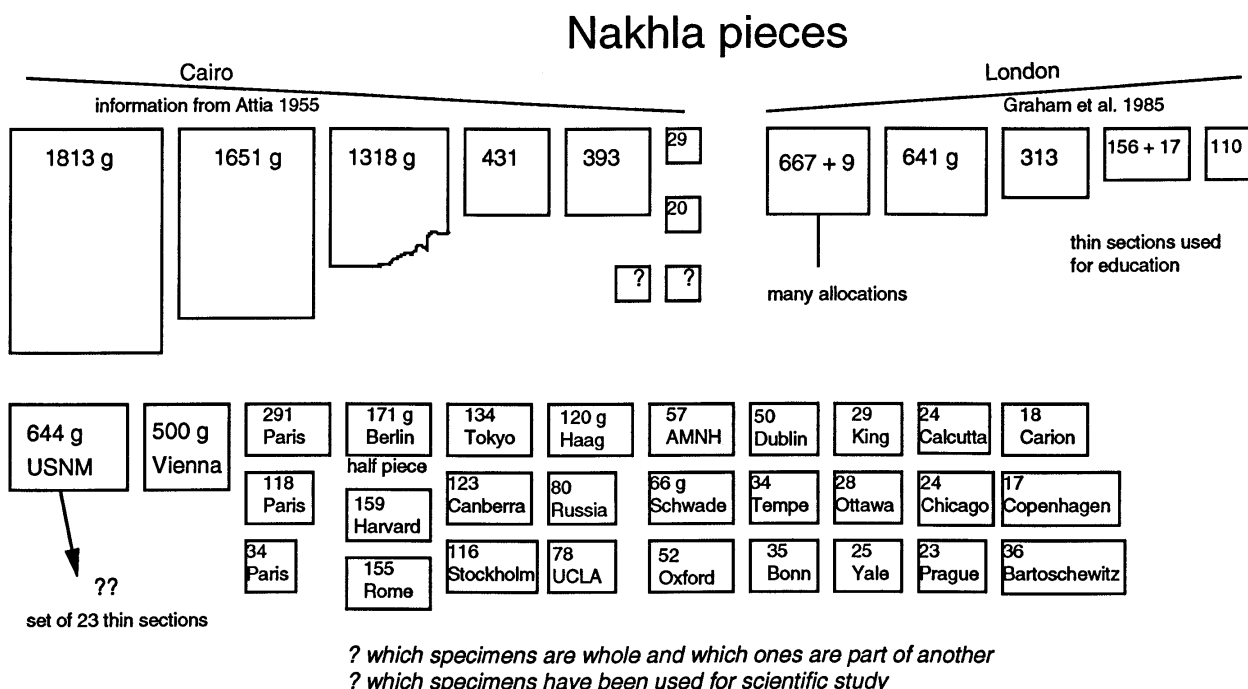 Nakhla pieces
Cairo
London
information from Attia 1955
Graham et al. 1985
1813 g
1651 g
1318 g
431
393
29
20
?
?
667 + 9
641 g
313
156 + 17
110
thin sections used
for education
many allocations
644 g
USNM
500 g
Vienna
291
Paris
171 g
Berlin
134
Tokyo
120 g
Haag
57
AMNH
50
Dublin
29
King
24
Calcutta
18
Carion
half piece
118
Paris
159
Harvard
123
Canberra
80
Russia
66 g
Schwade
34
Tempe
28
Ottawa
24
Chicago
17
Copenhagen
34
Paris
155
Rome
116
Stockholm
78
UCLA
52
Oxford
35
Bonn
25
Yale
23
Prague
36
Bartoschewitz
??
set of 23 thin sections
? which specimens are whole and which ones are part of another
? which specimens have been used for scientific study